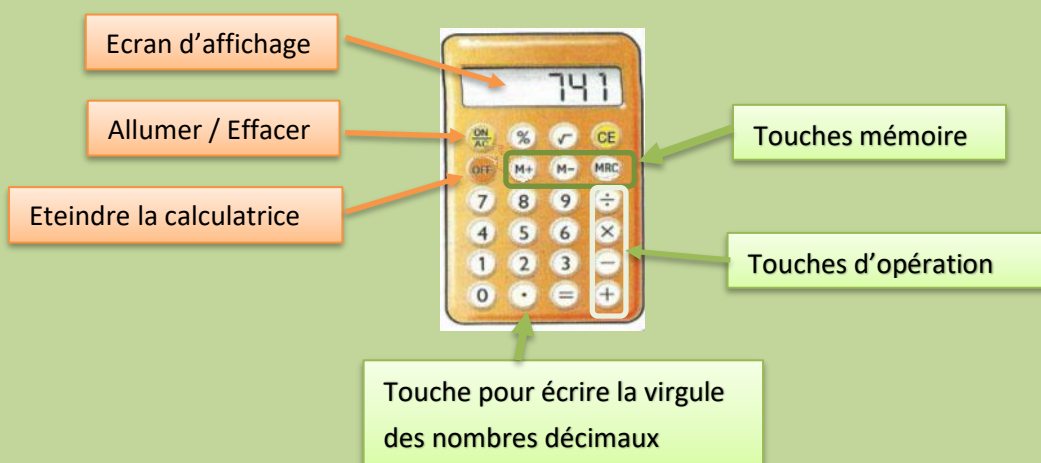 Ecran d'affichage
741
Allumer / Effacer
ON
AC
% √ CE
Touches mémoire
OFF M+ M− MRC
Eteindre la calculatrice
7 8 9 ÷
4 5 6 ×
1 2 3 −
Touches d'opération
0 . = +
Touche pour écrire la virgule
des nombres décimaux